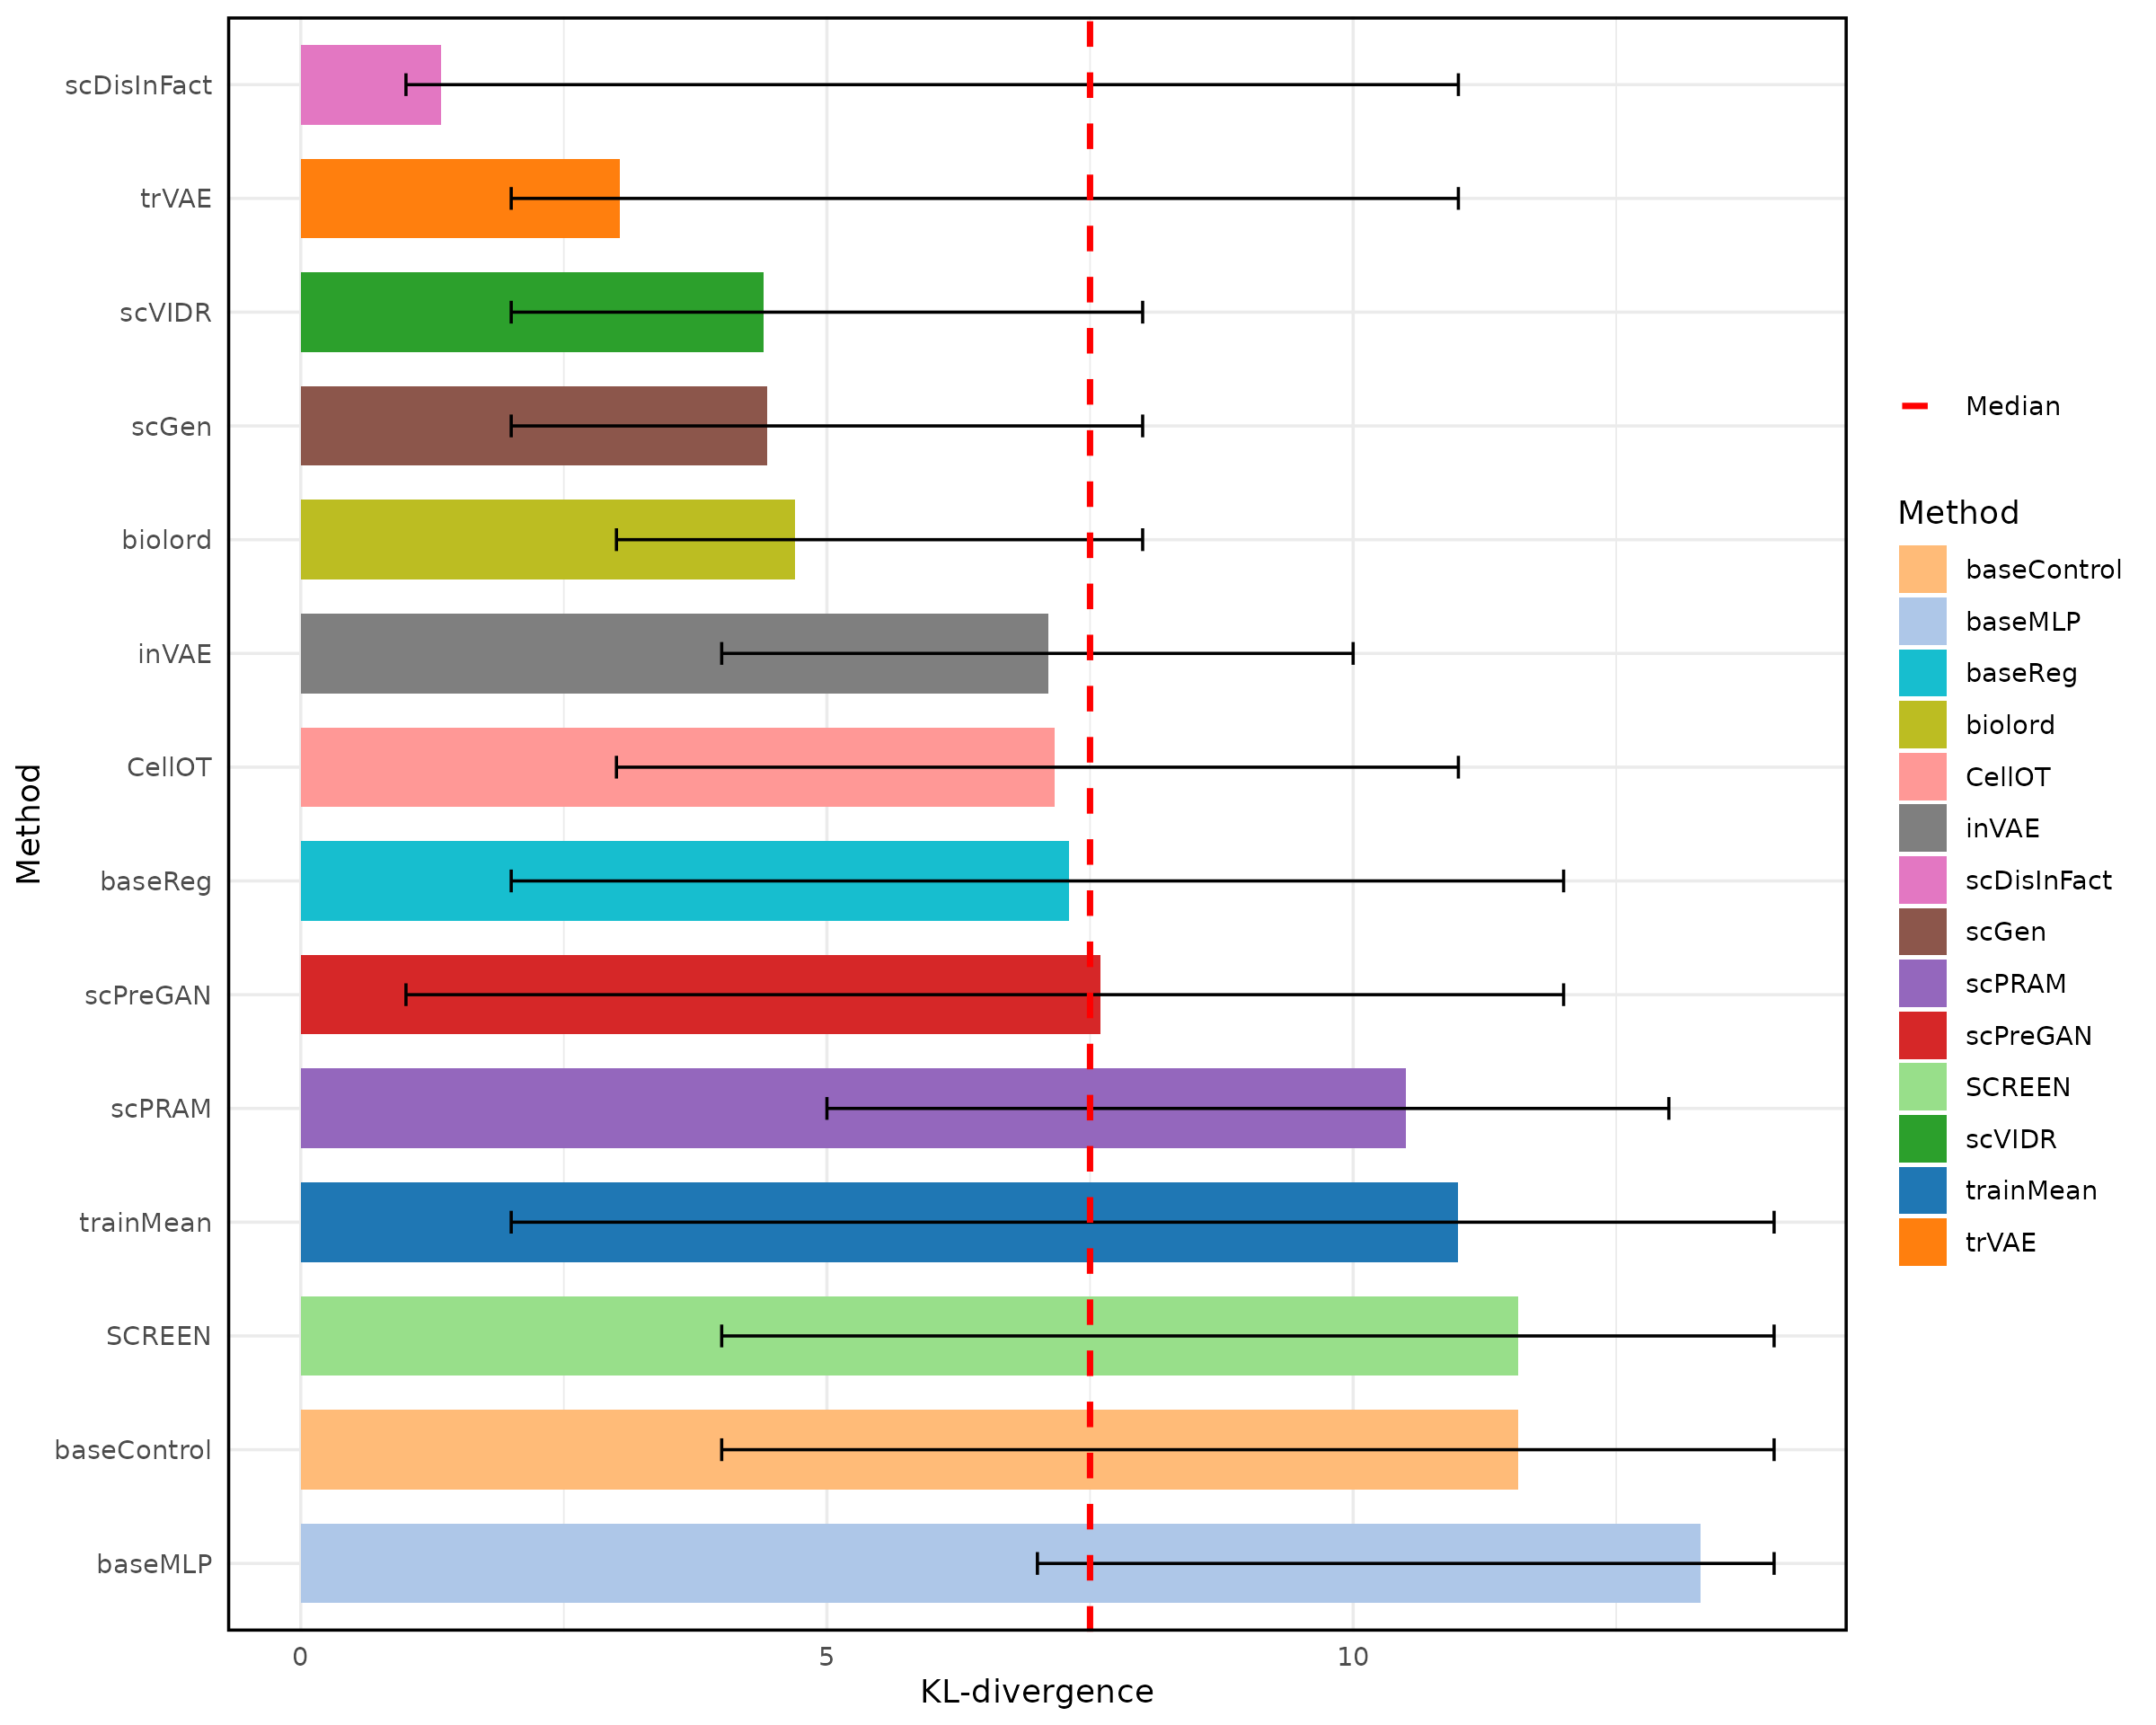 Method
scDisInFact
trVAE
scVIDR
scGen
biolord
inVAE
CellOT
baseReg
scPreGAN
scPRAM
trainMean
SCREEN
baseControl
baseMLP
0 5 10
KL-divergence
Median
Method
baseControl
baseMLP
baseReg
biolord
CellOT
inVAE
scDisInFact
scGen
scPRAM
scPreGAN
SCREEN
scVIDR
trainMean
trVAE